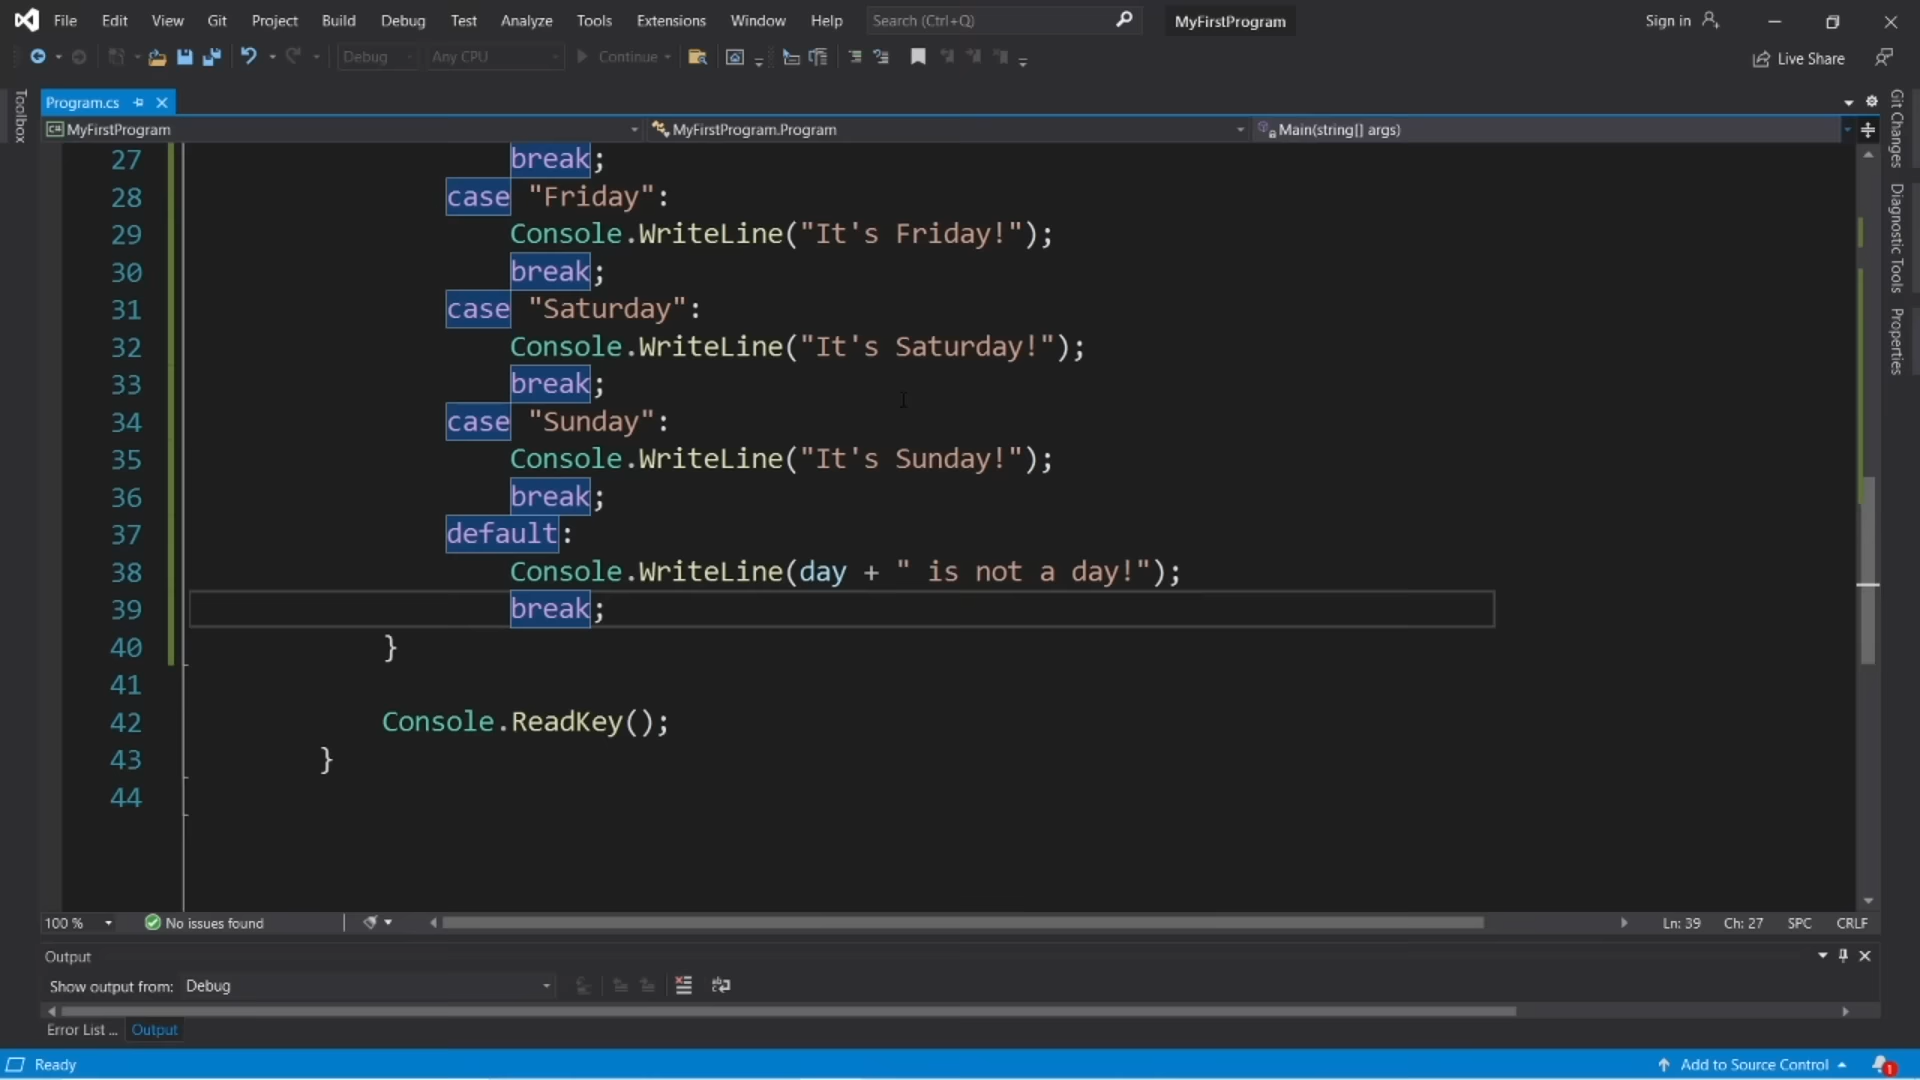 File Edit View Git Project Build Debug Test Analyze Tools Extensions Window Help Search (Ctrl+Q) MyFirstProgram Sign in
Debug Any CPU Continue Live Share
Toolbox
Program.cs
MyFirstProgram MyFirstProgram.Program Main(string[] args)
27 break;
28 case "Friday":
29 Console.WriteLine("It's Friday!");
30 break;
31 case "Saturday":
32 Console.WriteLine("It's Saturday!");
33 break;
34 case "Sunday":
35 Console.WriteLine("It's Sunday!");
36 break;
37 default:
38 Console.WriteLine(day + " is not a day!");
39 break;
40 }
41
42 Console.ReadKey();
43 }
44
Git Changes
Diagnostic Tools
Properties
100 % No issues found Ln: 39 Ch: 27 SPC CRLF
Output
Show output from: Debug
Error List ... Output
Ready Add to Source Control 1